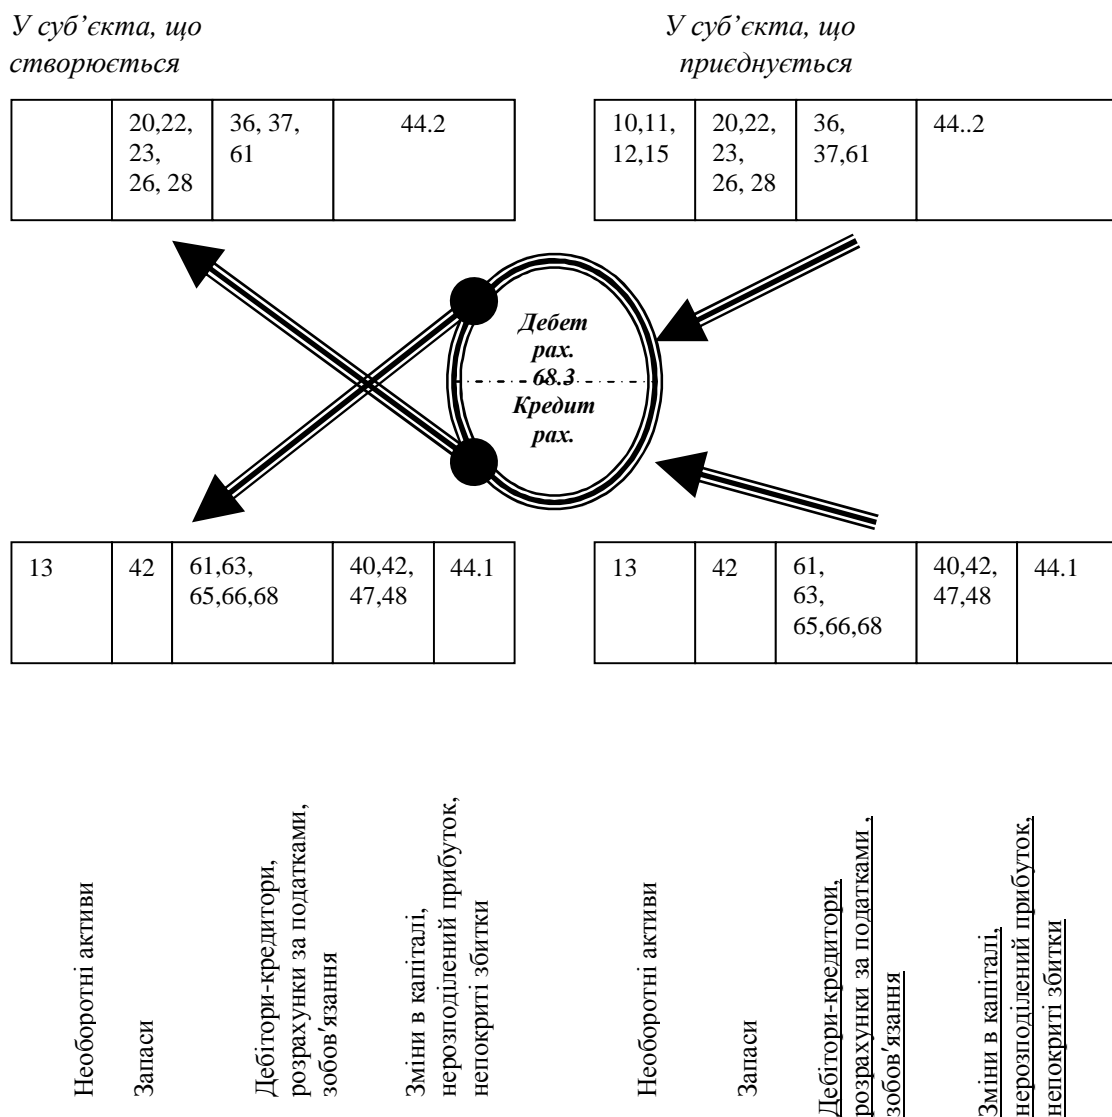 У суб’єкта, що
створюється
У суб’єкта, що
приєднується
20,22,
23,
26, 28
36, 37,
61
44.2
10,11,
12,15
20,22,
23,
26, 28
36,
37,61
44..2
Дебет
рах.
68.3
Кредит
рах.
13
42
61,63,
65,66,68
40,42,
47,48
44.1
13
42
61,
63,
65,66,68
40,42,
47,48
44.1
Необоротні активи
Запаси
Дебітори-кредитори,
розрахунки за податками,
зобов'язання
Зміни в капіталі,
нерозподілений прибуток,
непокриті збитки
Необоротні активи
Запаси
Дебітори-кредитори,
розрахунки за податками ,
зобов'язання
Зміни в капіталі,
нерозподілений прибуток,
непокриті збитки